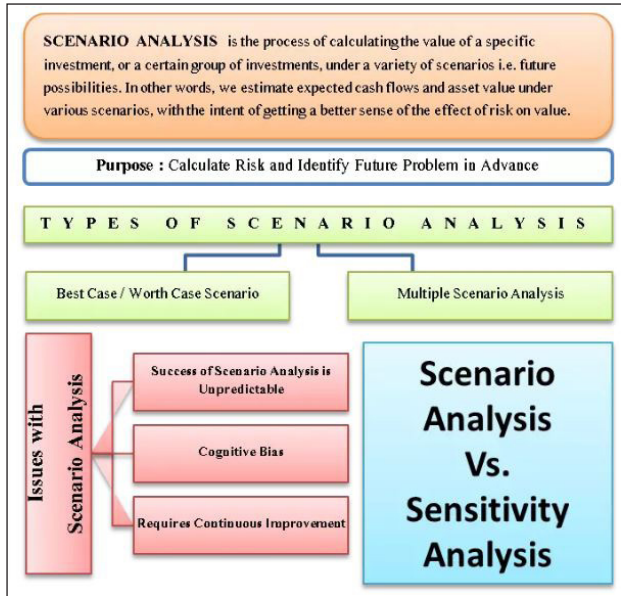 SCENARIO ANALYSIS is the process of calculating the value of a specific
investment, or a certain group of investments, under a variety of scenarios i.e. future
possibilities. In other words, we estimate expected cash flows and asset value under
various scenarios, with the intent of getting a better sense of the effect of risk on value.
Purpose : Calculate Risk and Identify Future Problem in Advance
TYPES OF SCENARIO ANALYSIS
Best Case / Worth Case Scenario
Multiple Scenario Analysis
Issues with
Scenario Analysis
Success of Scenario Analysis is
Unpredictable
Cognitive Bias
Requires Continuous Improvement
Scenario
Analysis
Vs.
Sensitivity
Analysis